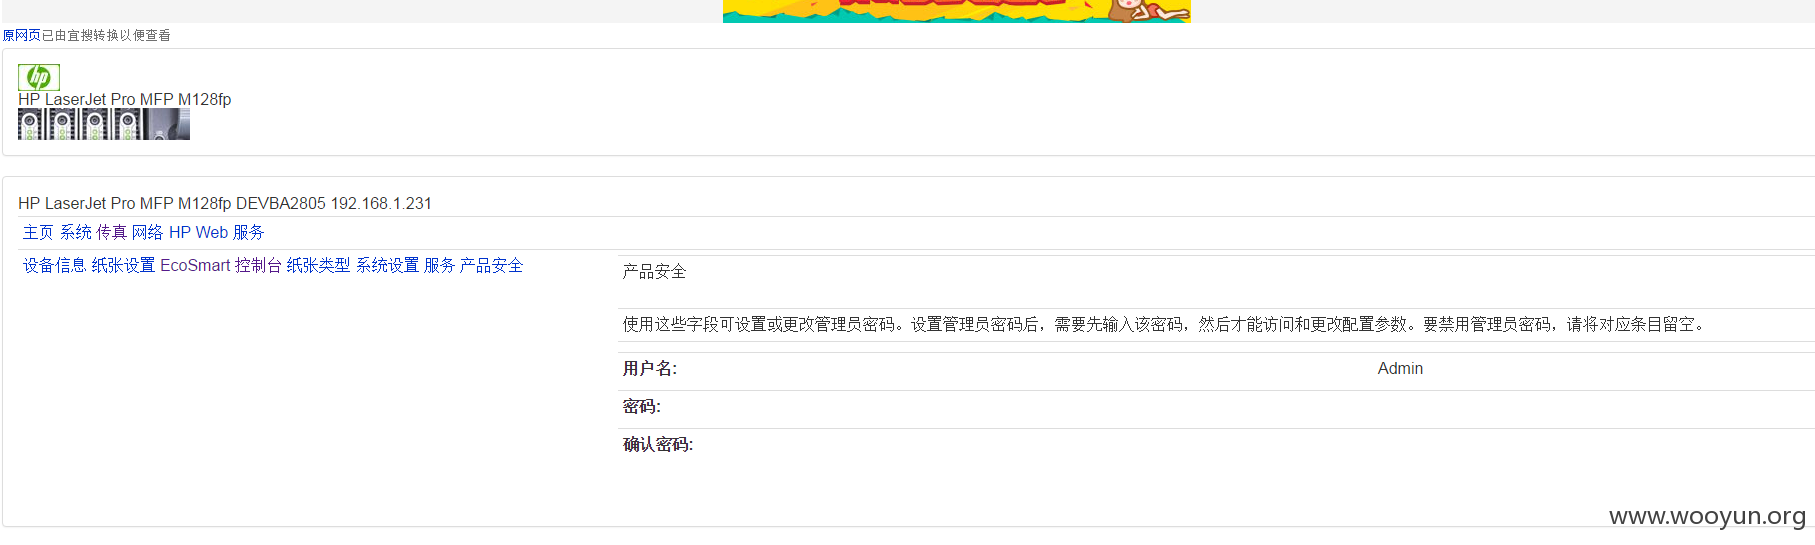 原网页已由宜搜转换以便查看
hp
HP LaserJet Pro MFP M128fp
HP LaserJet Pro MFP M128fp DEVBA2805 192.168.1.231
主页 系统 传真 网络 HP Web 服务
设备信息 纸张设置 EcoSmart 控制台 纸张类型 系统设置 服务 产品安全
产品安全
使用这些字段可设置或更改管理员密码。设置管理员密码后，需要先输入该密码，然后才能访问和更改配置参数。要禁用管理员密码，请将对应条目留空。
用户名: Admin
密码:
确认密码:
www.wooyun.org